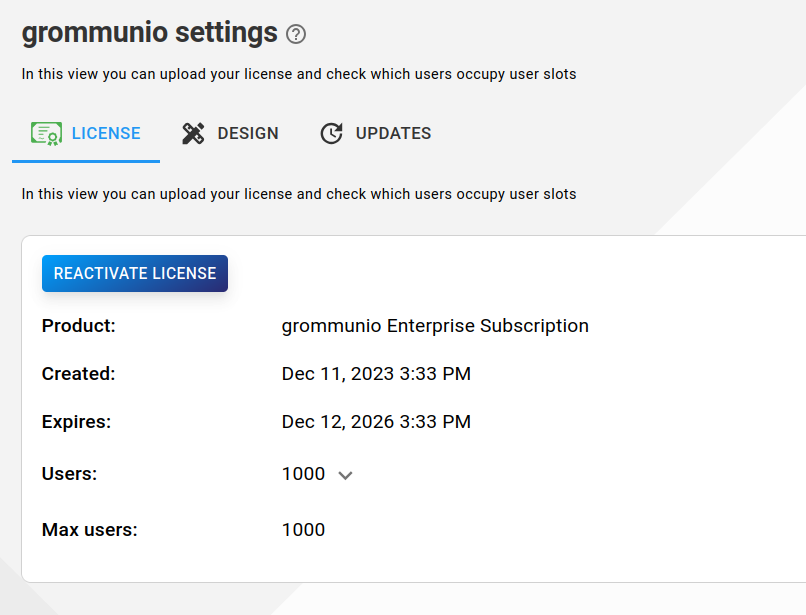 grommunio settings ?
In this view you can upload your license and check which users occupy user slots
LICENSE DESIGN UPDATES
In this view you can upload your license and check which users occupy user slots
REACTIVATE LICENSE
Product: grommunio Enterprise Subscription
Created: Dec 11, 2023 3:33 PM
Expires: Dec 12, 2026 3:33 PM
Users: 1000
Max users: 1000